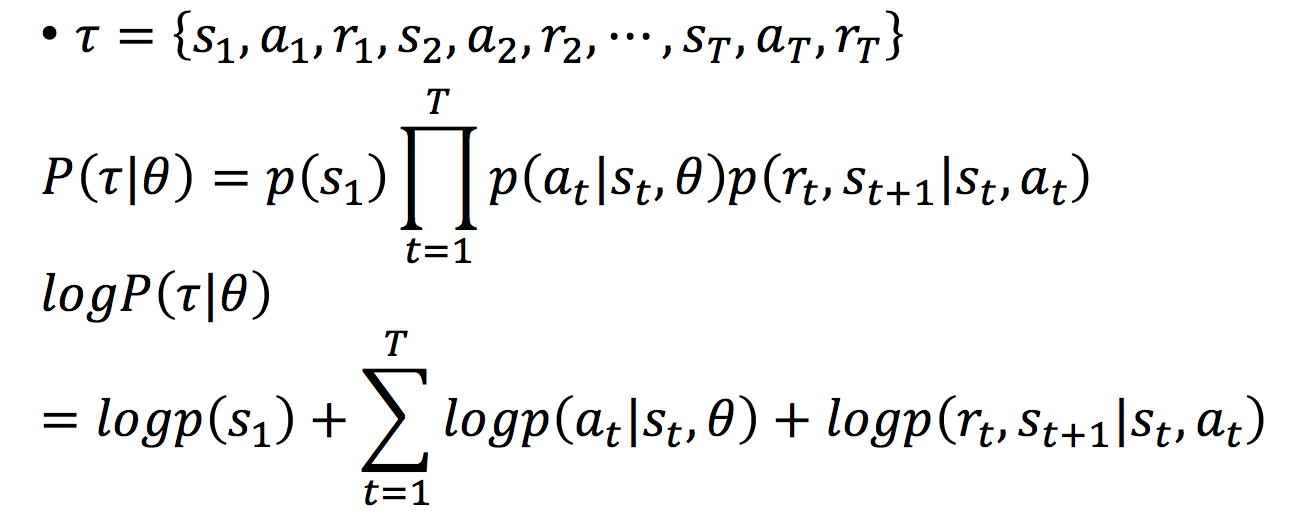 • τ = {s₁, a₁, r₁, s₂, a₂, r₂, ⋯ , s_T, a_T, r_T}
P(τ|θ) = p(s₁) ∏_{t=1}^{T} p(a_t|s_t, θ)p(r_t, s_{t+1}|s_t, a_t)
logP(τ|θ)
= logp(s₁) + ∑_{t=1}^{T} logp(a_t|s_t, θ) + logp(r_t, s_{t+1}|s_t, a_t)